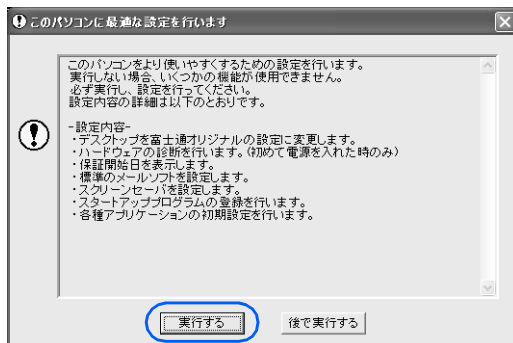 このパソコンに最適な設定を行います
このパソコンをより使いやすくするための設定を行います。
実行しない場合、いくつかの機能が使用できません。
必ず実行し、設定を行ってください。
設定内容の詳細は以下のとおりです。
-設定内容-
・デスクトップを富士通オリジナルの設定に変更します。
・ハードウェアの診断を行います。(初めて電源を入れた時のみ)
・保証開始日を表示します。
・標準のメールソフトを設定します。
・スクリーンセーバを設定します。
・スタートアッププログラムの登録を行います。
・各種アプリケーションの初期設定を行います。
実行する 後で実行する